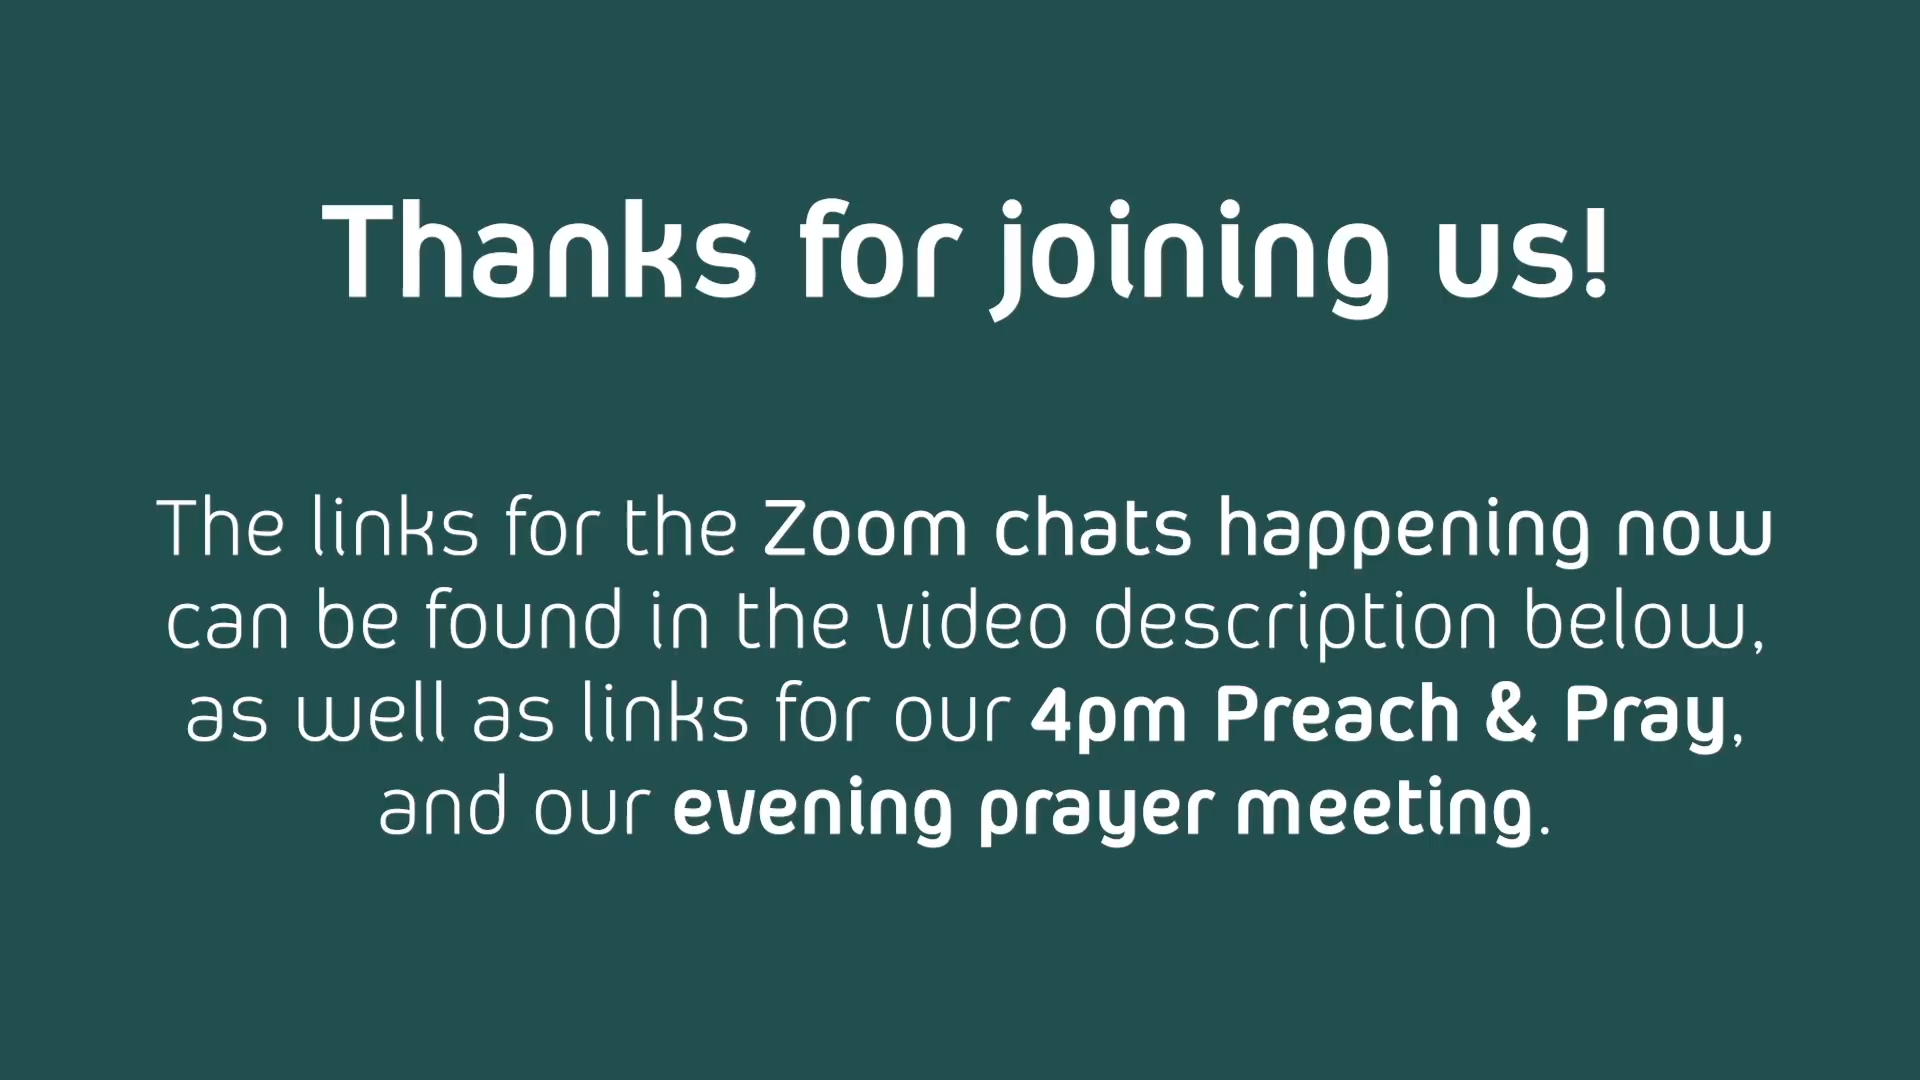 Thanks for joining us!
The links for the Zoom chats happening now
can be found in the video description below,
as well as links for our 4pm Preach & Pray,
and our evening prayer meeting.